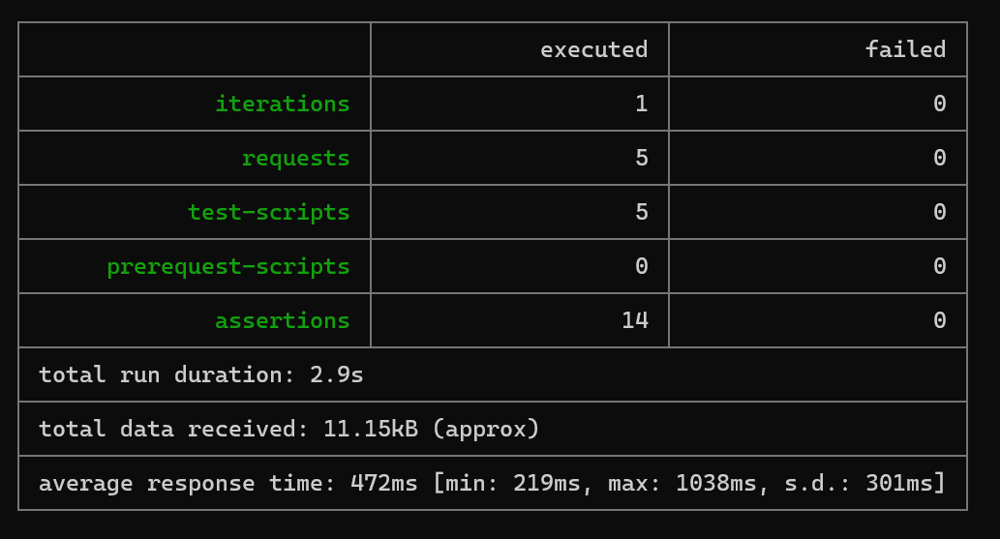 executed failed
iterations 1 0
requests 5 0
test-scripts 5 0
prerequest-scripts 0 0
assertions 14 0
total run duration: 2.9s
total data received: 11.15kB (approx)
average response time: 472ms [min: 219ms, max: 1038ms, s.d.: 301ms]